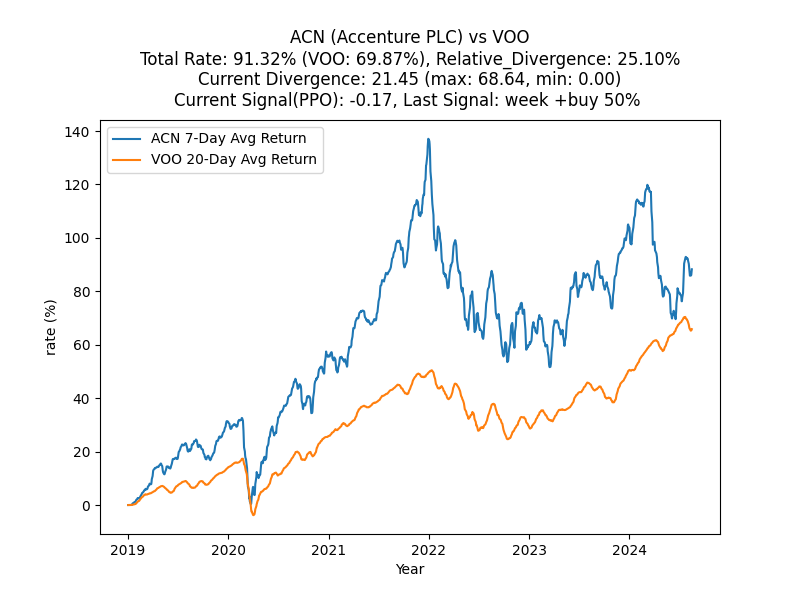 ACN (Accenture PLC) vs VOO
Total Rate: 91.32% (VOO: 69.87%), Relative_Divergence: 25.10%
Current Divergence: 21.45 (max: 68.64, min: 0.00)
Current Signal(PPO): -0.17, Last Signal: week +buy 50%
ACN 7-Day Avg Return
VOO 20-Day Avg Return
140
120
100
80
60
40
20
0
rate (%)
2019 2020 2021 2022 2023 2024
Year